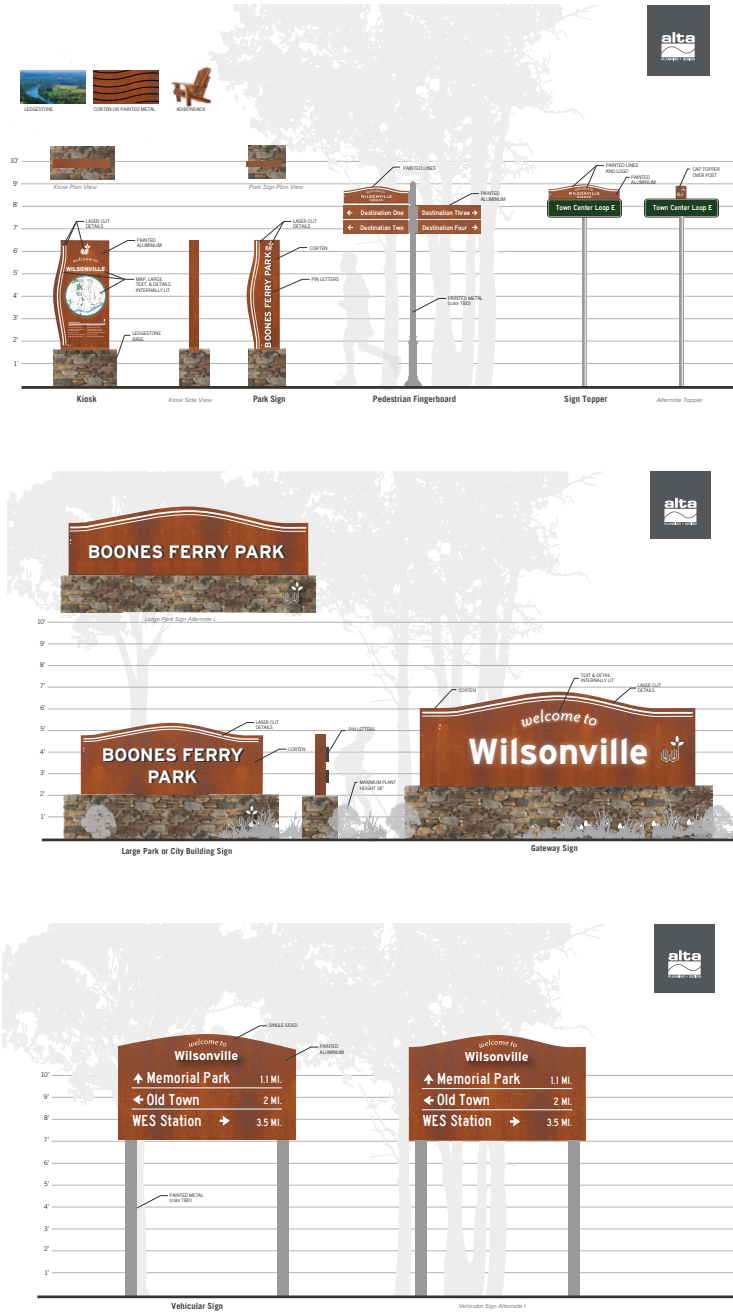 alta
PLANNING + DESIGN
LEDGESTONE
CORTEN OR PAINTED METAL
ADIRONDACK
Kiosk Plan View
Park Sign Plan View
10'
9'
8'
7'
6'
5'
4'
3'
2'
1'
LASER CUT
DETAILS
PAINTED
ALUMINUM
MAP, LARGE
TEXT, & DETAILS
INTERNALLY LIT
LEDGESTONE
BASE
welcome to
WILSONVILLE
LASER CUT
DETAILS
CORTEN
PIN LETTERS
BOONES FERRY PARK
PAINTED LINES
PAINTED
ALUMINUM
WILSONVILLE
OREGON
Destination One
Destination Three
Destination Two
Destination Four
PAINTED METAL
(color TBD)
PAINTED LINES
AND LOGO
PAINTED
ALUMINUM
WILSONVILLE
Town Center Loop E
CAP TOPPER
OVER POST
Town Center Loop E
Kiosk
Kiosk Side View
Park Sign
Pedestrian Fingerboard
Sign Topper
Alternate Topper
alta
PLANNING + DESIGN
BOONES FERRY PARK
Large Park Sign Alternate I.
10'
9'
8'
7'
6'
5'
4'
3'
2'
1'
LASER CUT
DETAILS
CORTEN
BOONES FERRY
PARK
PIN LETTERS
MAXIMUM PLANT
HEIGHT 18"
CORTEN
TEXT & DETAIL
INTERNALLY LIT
LASER CUT
DETAILS
welcome to
Wilsonville
Large Park or City Building Sign
Gateway Sign
alta
SINGLE SIDED
PAINTED
ALUMINUM
welcome to
Wilsonville
Memorial Park 1.1 MI.
Old Town 2 MI.
WES Station 3.5 MI.
welcome to
Wilsonville
Memorial Park 1.1 MI.
Old Town 2 MI.
WES Station 3.5 MI.
10'
9'
8'
7'
6'
5'
4'
3'
2'
1'
PAINTED METAL
(color TBD)
Vehicular Sign
Vehicular Sign Alternate I.